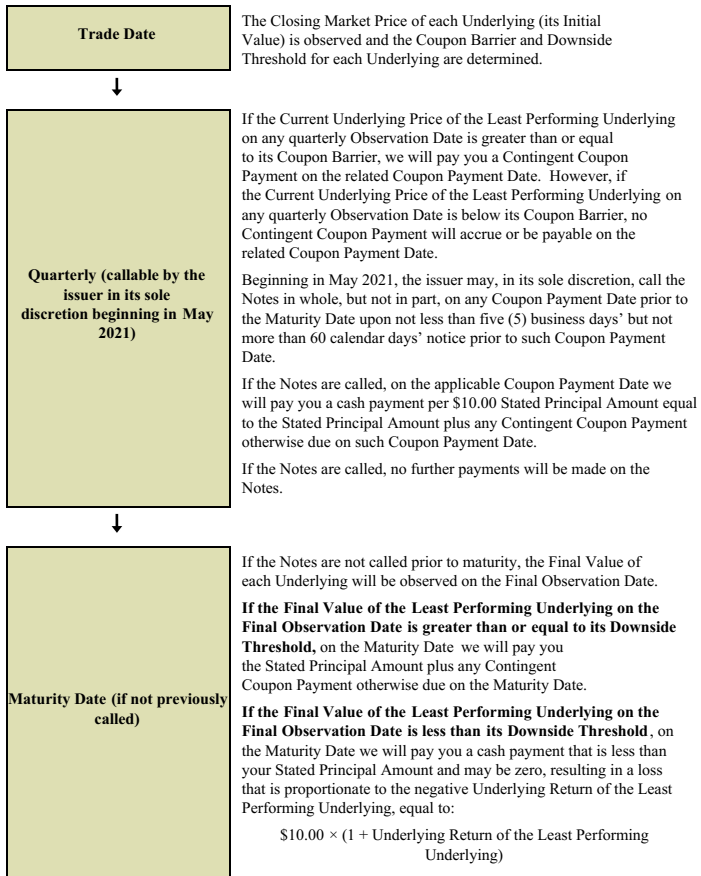 Trade Date
The Closing Market Price of each Underlying (its Initial
Value) is observed and the Coupon Barrier and Downside
Threshold for each Underlying are determined.
Quarterly (callable by the
issuer in its sole
discretion beginning in May
2021)
If the Current Underlying Price of the Least Performing Underlying
on any quarterly Observation Date is greater than or equal
to its Coupon Barrier, we will pay you a Contingent Coupon
Payment on the related Coupon Payment Date. However, if
the Current Underlying Price of the Least Performing Underlying on
any quarterly Observation Date is below its Coupon Barrier, no
Contingent Coupon Payment will accrue or be payable on the
related Coupon Payment Date.
Beginning in May 2021, the issuer may, in its sole discretion, call the
Notes in whole, but not in part, on any Coupon Payment Date prior to
the Maturity Date upon not less than five (5) business days’ but not
more than 60 calendar days’ notice prior to such Coupon Payment
Date.
If the Notes are called, on the applicable Coupon Payment Date we
will pay you a cash payment per $10.00 Stated Principal Amount equal
to the Stated Principal Amount plus any Contingent Coupon Payment
otherwise due on such Coupon Payment Date.
If the Notes are called, no further payments will be made on the
Notes.
Maturity Date (if not previously
called)
If the Notes are not called prior to maturity, the Final Value of
each Underlying will be observed on the Final Observation Date.
If the Final Value of the Least Performing Underlying on the
Final Observation Date is greater than or equal to its Downside
Threshold, on the Maturity Date we will pay you
the Stated Principal Amount plus any Contingent
Coupon Payment otherwise due on the Maturity Date.
If the Final Value of the Least Performing Underlying on the
Final Observation Date is less than its Downside Threshold, on
the Maturity Date we will pay you a cash payment that is less than
your Stated Principal Amount and may be zero, resulting in a loss
that is proportionate to the negative Underlying Return of the Least
Performing Underlying, equal to:
$10.00 × (1 + Underlying Return of the Least Performing
Underlying)